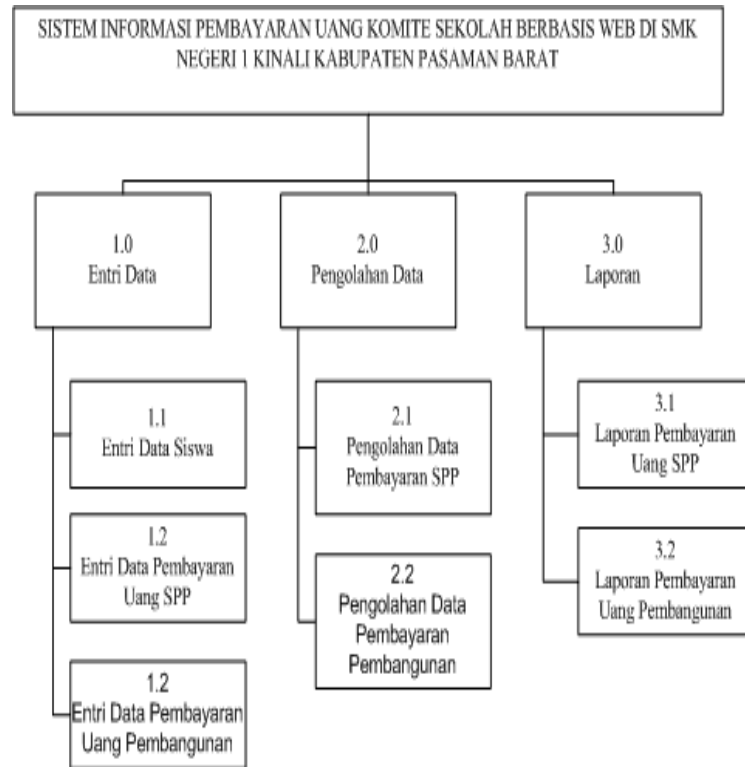 SISTEM INFORMASI PEMBAYARAN UANG KOMITE SEKOLAH BERBASIS WEB DI SMK
NEGERI 1 KINALI KABUPATEN PASAMAN BARAT
1.0
Entri Data
2.0
Pengolahan Data
3.0
Laporan
1.1
Entri Data Siswa
1.2
Entri Data Pembayaran
Uang SPP
1.2
Entri Data Pembayaran
Uang Pembangunan
2.1
Pengolahan Data
Pembayaran SPP
2.2
Pengolahan Data
Pembayaran
Pembangunan
3.1
Laporan Pembayaran
Uang SPP
3.2
Laporan Pembayaran
Uang Pembangunan